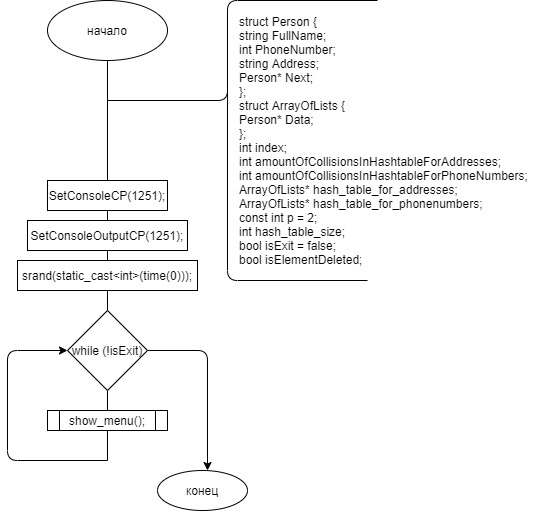 начало
struct Person {
string FullName;
int PhoneNumber;
string Address;
Person* Next;
};
struct ArrayOfLists {
Person* Data;
};
int index;
int amountOfCollisionsInHashtableForAddresses;
int amountOfCollisionsInHashtableForPhoneNumbers;
ArrayOfLists* hash_table_for_addresses;
ArrayOfLists* hash_table_for_phonenumbers;
const int p = 2;
int hash_table_size;
bool isExit = false;
bool isElementDeleted;
SetConsoleCP(1251);
SetConsoleOutputCP(1251);
srand(static_cast<int>(time(0)));
while (!isExit)
show_menu();
конец